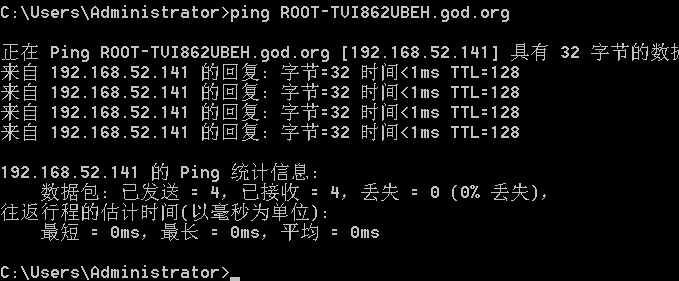 C:\Users\Administrator>ping ROOT-TVI862UBEH.god.org
正在 Ping ROOT-TVI862UBEH.god.org [192.168.52.141] 具有 32 字节的数据
来自 192.168.52.141 的回复: 字节=32 时间<1ms TTL=128
来自 192.168.52.141 的回复: 字节=32 时间<1ms TTL=128
来自 192.168.52.141 的回复: 字节=32 时间<1ms TTL=128
来自 192.168.52.141 的回复: 字节=32 时间<1ms TTL=128
192.168.52.141 的 Ping 统计信息:
数据包: 已发送 = 4，已接收 = 4，丢失 = 0 (0% 丢失)，
往返行程的估计时间(以毫秒为单位):
最短 = 0ms，最长 = 0ms，平均 = 0ms
C:\Users\Administrator>